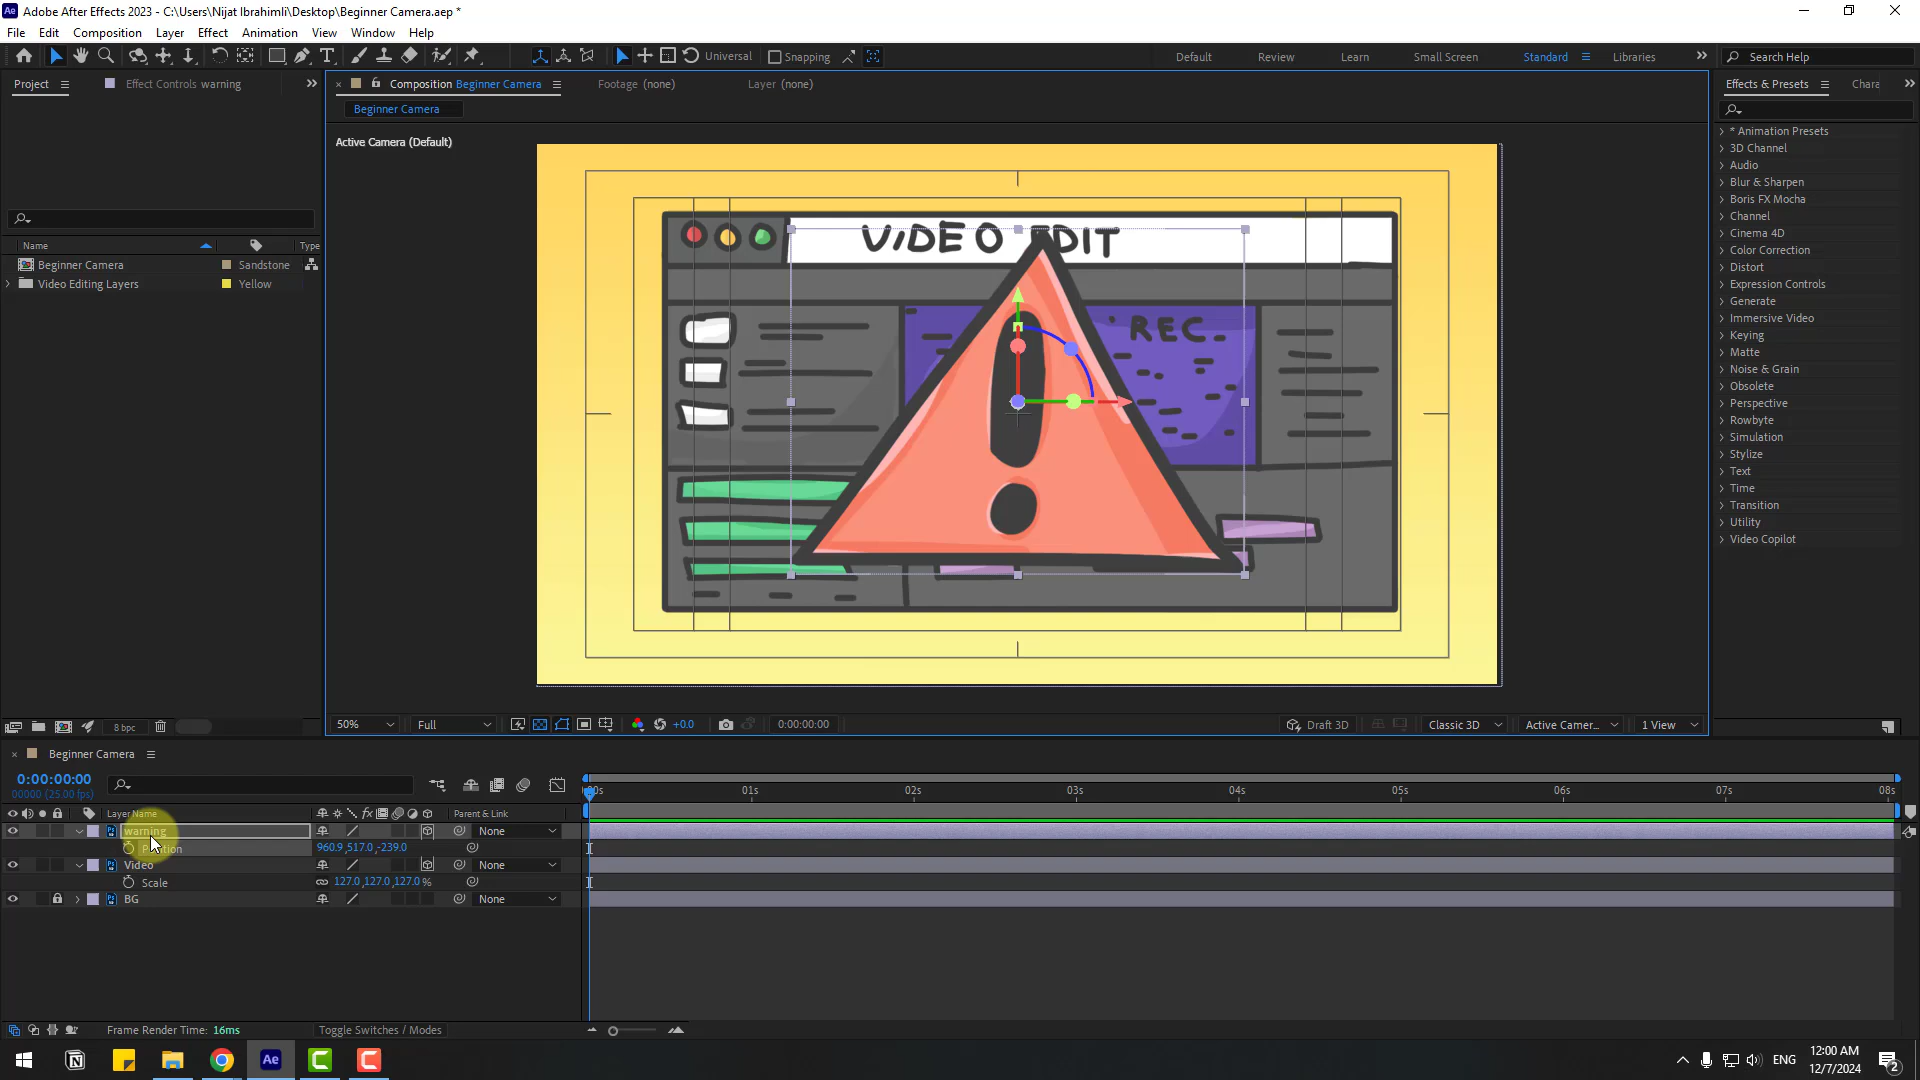 Adobe After Effects 2023 - C:\Users\Nijat Ibrahimli\Desktop\Beginner Camera.aep *
File Edit Composition Layer Effect Animation View Window Help
Universal Snapping Default Review Learn Small Screen Standard Libraries Search Help
Project Effect Controls warning
Composition Beginner Camera Footage (none) Layer (none)
Effects & Presets Chara
Beginner Camera
Active Camera (Default)
VIDEO EDIT
REC
Name Type
Beginner Camera Sandstone
Video Editing Layers Yellow
* Animation Presets
3D Channel
Audio
Blur & Sharpen
Boris FX Mocha
Channel
Cinema 4D
Color Correction
Distort
Expression Controls
Generate
Immersive Video
Keying
Matte
Noise & Grain
Obsolete
Perspective
Rowbyte
Simulation
Stylize
Text
Time
Transition
Utility
Video Copilot
8 bpc
50% Full +0.0 0:00:00:00 Draft 3D Classic 3D Active Camer... 1 View
Beginner Camera
0:00:00:00
00000 (25.00 fps)
:00s 01s 02s 03s 04s 05s 06s 07s 08s
Layer Name Parent & Link
warning None
960.9,517.0,-239.0
Video None
Scale 127.0,127.0,127.0 %
BG None
Frame Render Time: 16ms Toggle Switches / Modes
Ae ENG 12:00 AM
12/7/2024 2